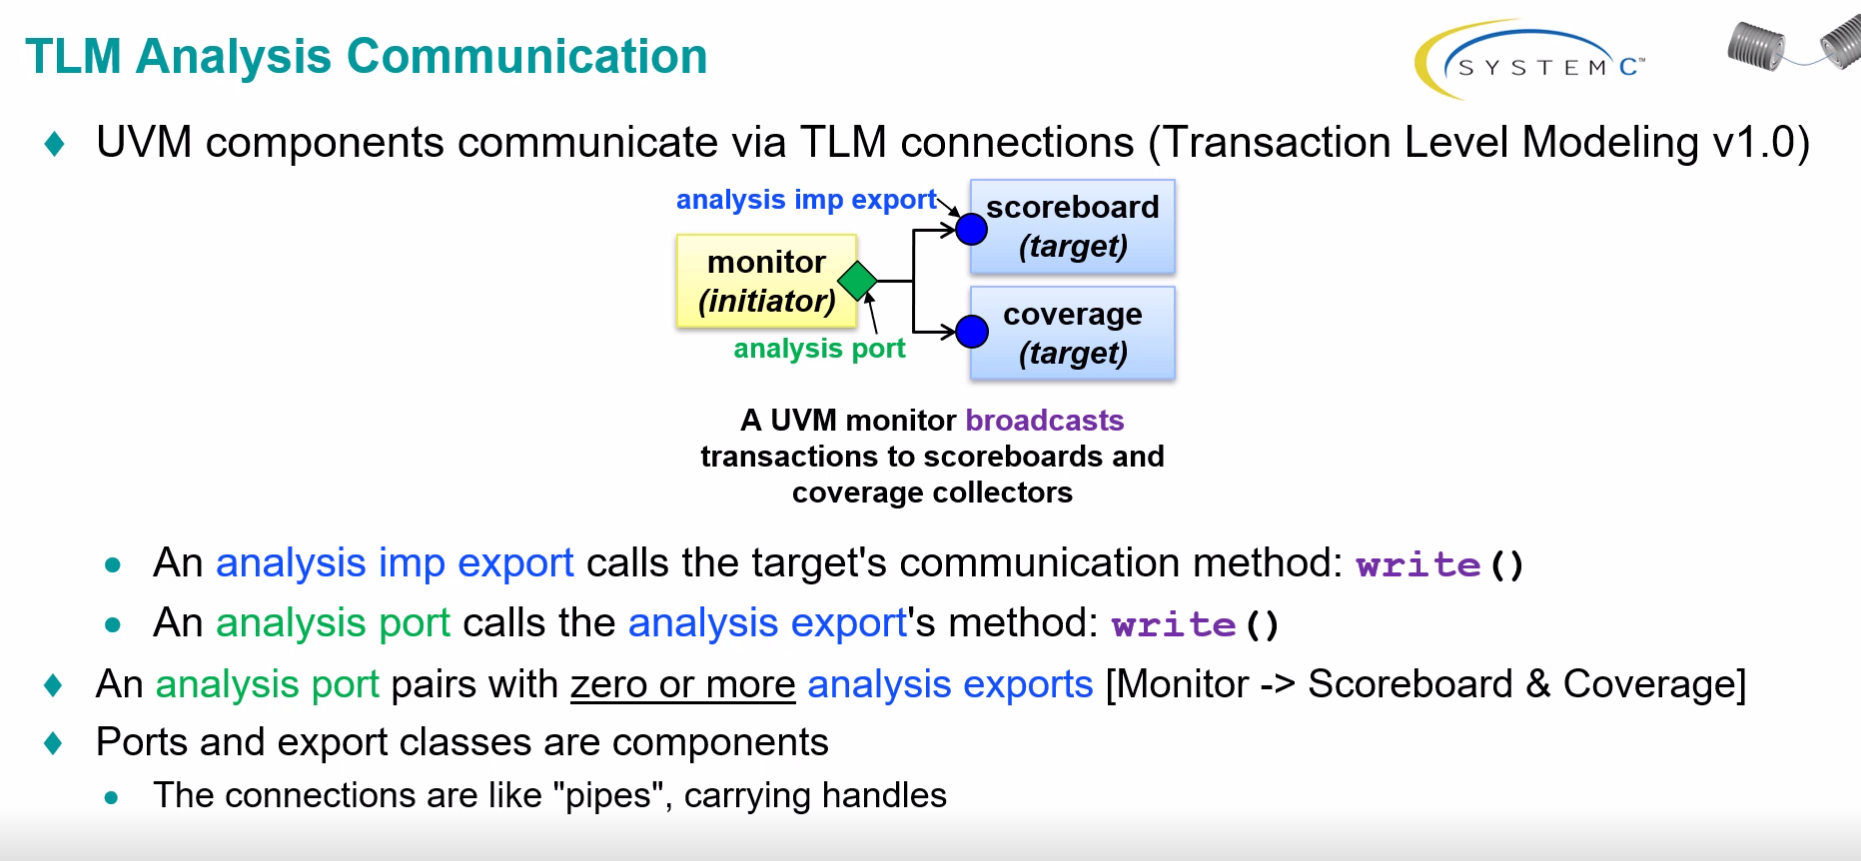 TLM Analysis Communication
SYSTEM C™
♦ UVM components communicate via TLM connections (Transaction Level Modeling v1.0)
analysis imp export
scoreboard
(target)
monitor
(initiator)
coverage
(target)
analysis port
A UVM monitor broadcasts
transactions to scoreboards and
coverage collectors
• An analysis imp export calls the target's communication method: write()
• An analysis port calls the analysis export's method: write()
♦ An analysis port pairs with zero or more analysis exports [Monitor -> Scoreboard & Coverage]
♦ Ports and export classes are components
• The connections are like "pipes", carrying handles